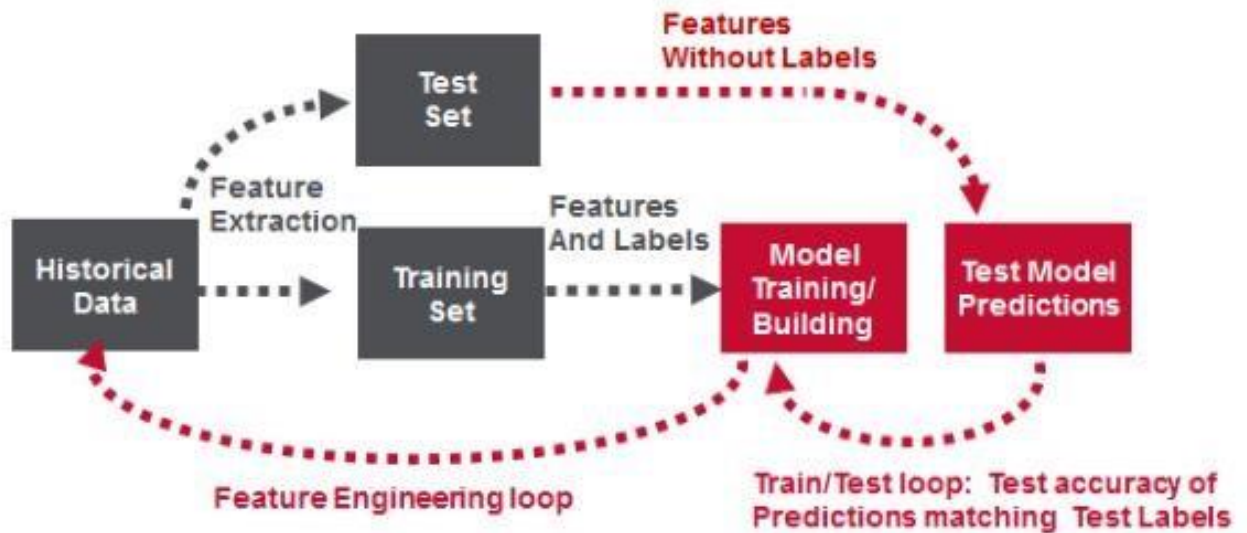 Features
Without Labels
Test
Set
Feature
Extraction
Features
And Labels
Historical
Data
Training
Set
Model
Training/
Building
Test Model
Predictions
Feature Engineering loop
Train/Test loop: Test accuracy of
Predictions matching Test Labels